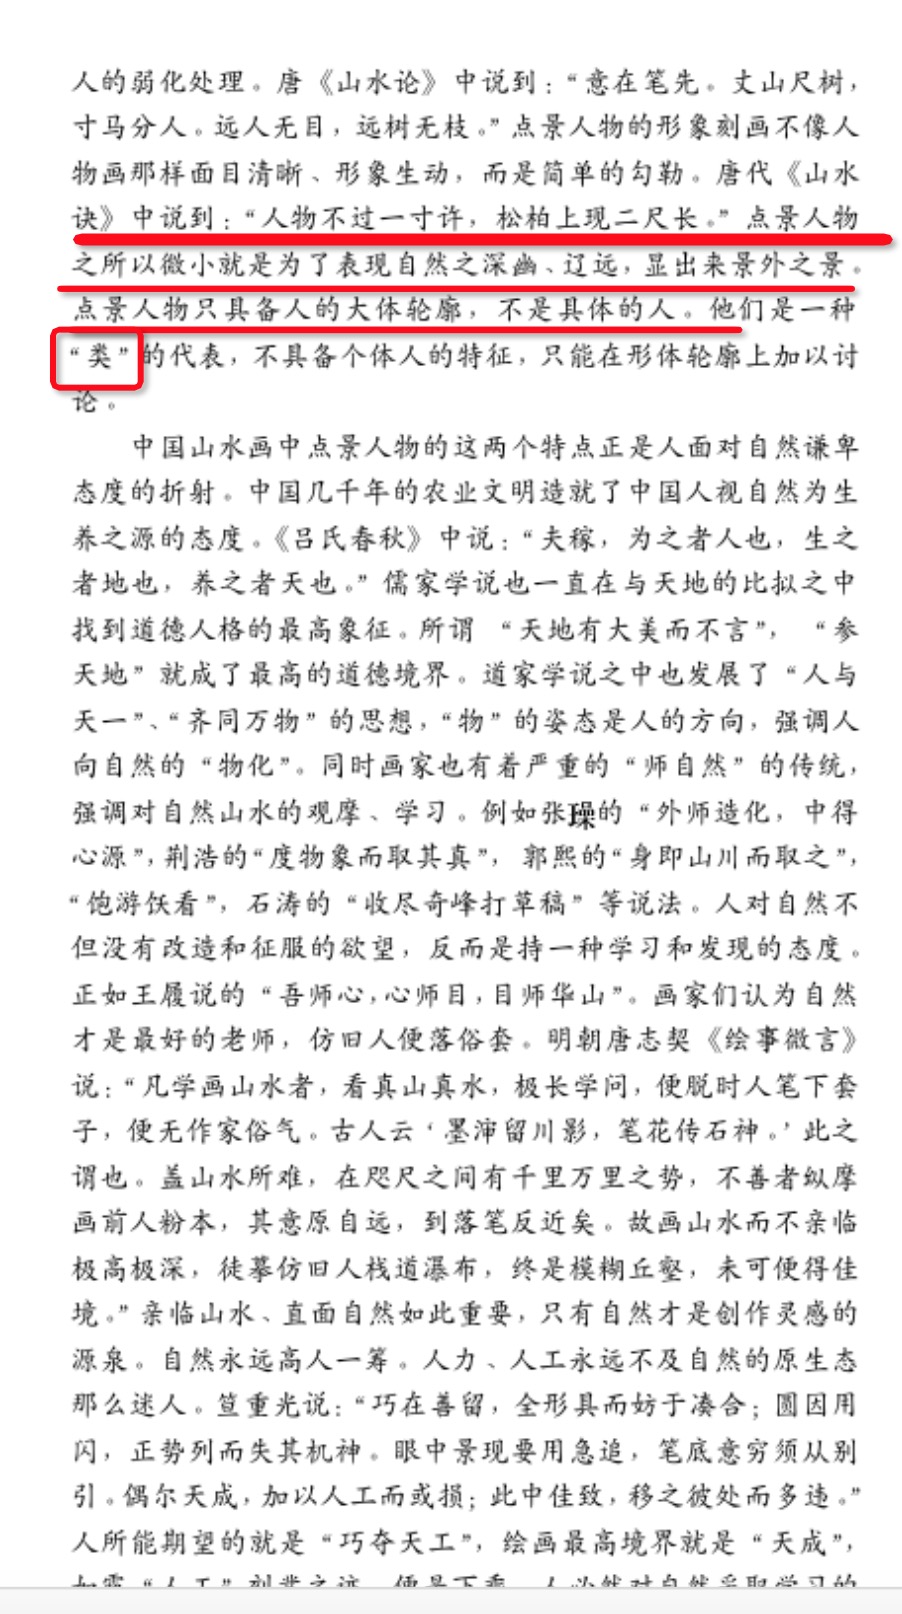 人的弱化处理。唐《山水论》中说到：“意在笔先。丈山尺树，
寸马分人。远人无目，远树无枝。”点景人物的形象刻画不像人
物画那样面目清晰、形象生动，而是简单的勾勒。唐代《山水
诀》中说到：“人物不过一寸许，松柏上现二尺长。”点景人物
之所以微小就是为了表现自然之深幽、辽远，显出来景外之景。
点景人物只具备人的大体轮廓，不是具体的人。他们是一种
“类”的代表，不具备个体人的特征，只能在形体轮廓上加以讨
论。
中国山水画中点景人物的这两个特点正是人面对自然谦卑
态度的折射。中国几千年的农业文明造就了中国人视自然为生
养之源的态度。《吕氏春秋》中说：“夫稼，为之者人也，生之
者地也，养之者天也。”儒家学说也一直在与天地的比拟之中
找到道德人格的最高象征。所谓 “天地有大美而不言”， “参
天地”就成了最高的道德境界。道家学说之中也发展了“人与
天一”、“齐同万物”的思想，“物”的姿态是人的方向，强调人
向自然的“物化”。同时画家也有着严重的“师自然”的传统，
强调对自然山水的观摩、学习。例如张璪的“外师造化，中得
心源”，荆浩的“度物象而取其真”，郭熙的“身即山川而取之”，
“饱游饫看”，石涛的“收尽奇峰打草稿”等说法。人对自然不
但没有改造和征服的欲望，反而是持一种学习和发现的态度。
正如王履说的“吾师心，心师目，目师华山”。画家们认为自然
才是最好的老师，仿旧人便落俗套。明朝唐志契《绘事微言》
说：“凡学画山水者，看真山真水，极长学问，便脱时人笔下套
子，便无作家俗气。古人云‘墨沛留川影，笔花传石神。’此之
谓也。盖山水所难，在咫尺之间有千里万里之势，不善者纵摩
画前人粉本，其意原自远，到落笔反近矣。故画山水而不亲临
极高极深，徒摹仿旧人栈道瀑布，终是模糊丘壑，未可便得佳
境。”亲临山水、直面自然如此重要，只有自然才是创作灵感的
源泉。自然永远高人一筹。人力、人工永远不及自然的原生态
那么迷人。笪重光说：“巧在善留，全形具而妨于凑合；圆因用
闪，正势列而失其机神。眼中景现要用急追，笔底意穷须从别
引。偶尔天成，加以人工而或损；此中佳致，移之彼处而多违。”
人所能期望的就是“巧夺天工”，绘画最高境界就是“天成”，